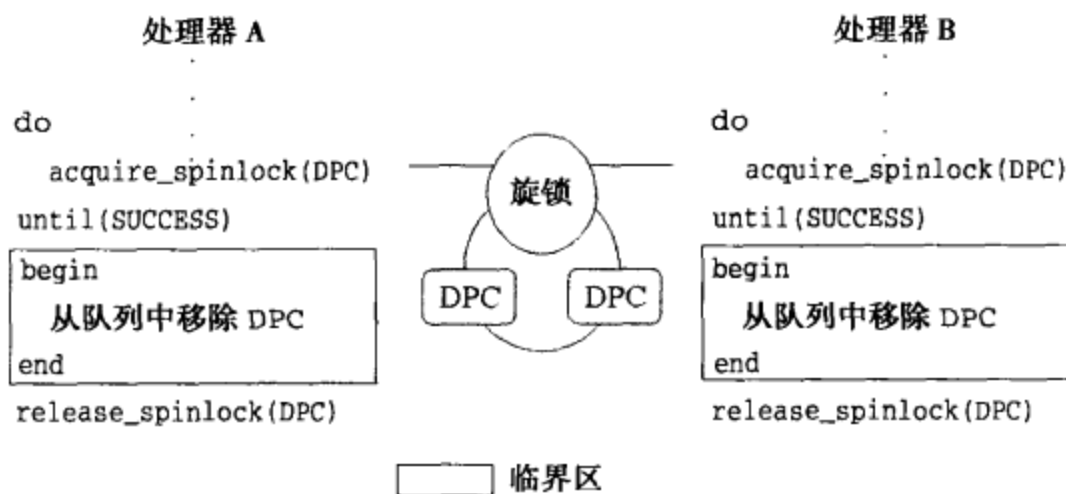 处理器 A
do
acquire_spinlock(DPC)
until(SUCCESS)
begin
从队列中移除 DPC
end
release_spinlock(DPC)
旋锁
DPC
DPC
处理器 B
do
acquire_spinlock(DPC)
until(SUCCESS)
begin
从队列中移除 DPC
end
release_spinlock(DPC)
临界区